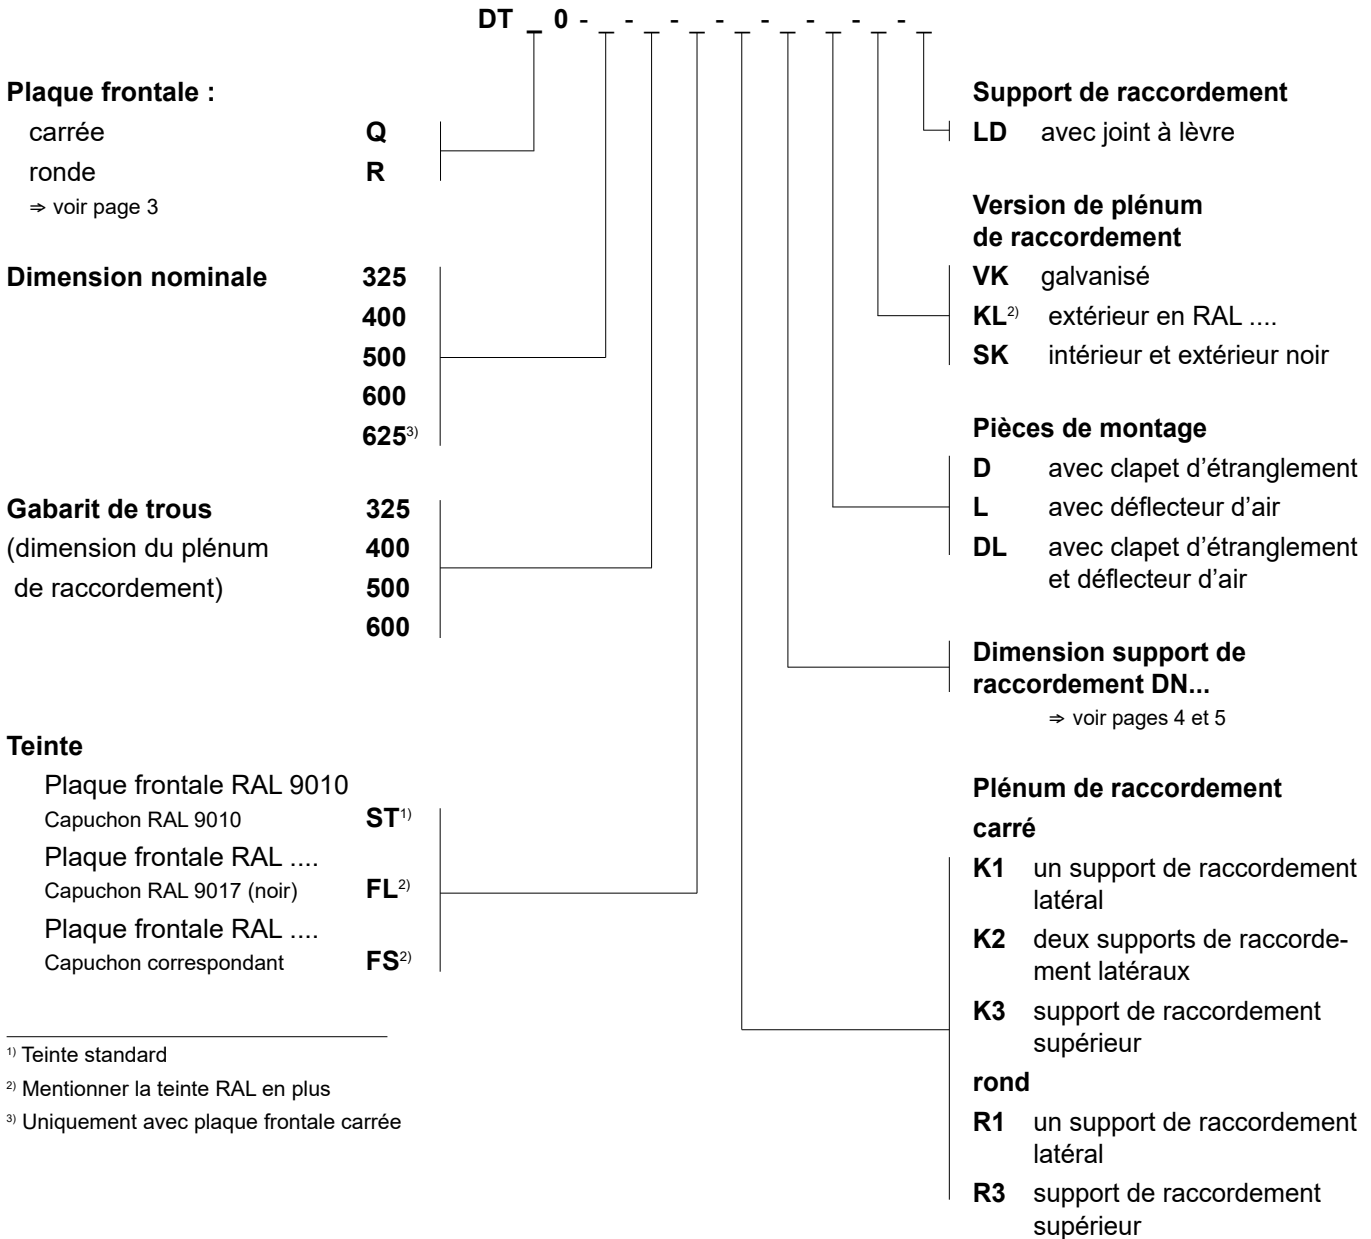 DT _ 0 - _ - _ - _ - _ - _ - _ - _ - _
Plaque frontale :
carrée Q
ronde R
⇒ voir page 3
Dimension nominale 325
400
500
600
625³⁾
Gabarit de trous 325
(dimension du plénum 400
de raccordement) 500
600
Teinte
Plaque frontale RAL 9010
Capuchon RAL 9010 ST¹⁾
Plaque frontale RAL ....
Capuchon RAL 9017 (noir) FL²⁾
Plaque frontale RAL ....
Capuchon correspondant FS²⁾
¹⁾ Teinte standard
²⁾ Mentionner la teinte RAL en plus
³⁾ Uniquement avec plaque frontale carrée
Support de raccordement
LD avec joint à lèvre
Version de plénum
de raccordement
VK galvanisé
KL²⁾ extérieur en RAL ....
SK intérieur et extérieur noir
Pièces de montage
D avec clapet d’étranglement
L avec déflecteur d’air
DL avec clapet d’étranglement
et déflecteur d’air
Dimension support de
raccordement DN...
⇒ voir pages 4 et 5
Plénum de raccordement
carré
K1 un support de raccordement
latéral
K2 deux supports de raccorde-
ment latéraux
K3 support de raccordement
supérieur
rond
R1 un support de raccordement
latéral
R3 support de raccordement
supérieur